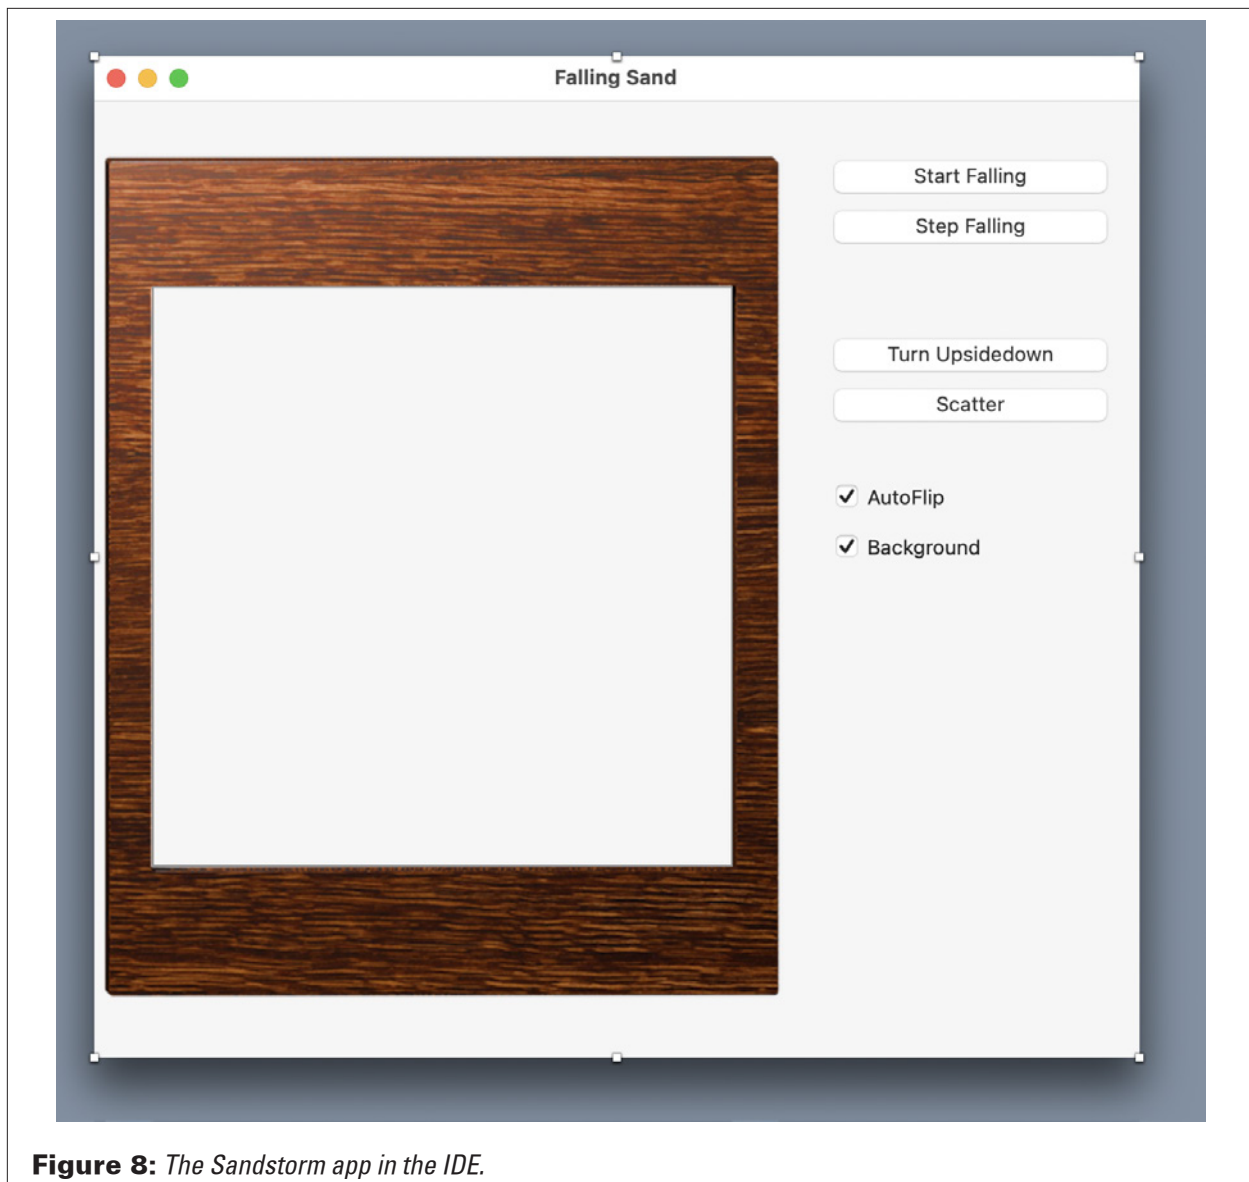 Falling Sand
Start Falling
Step Falling
Turn Upsidedown
Scatter
AutoFlip
Background
Figure 8: The Sandstorm app in the IDE.